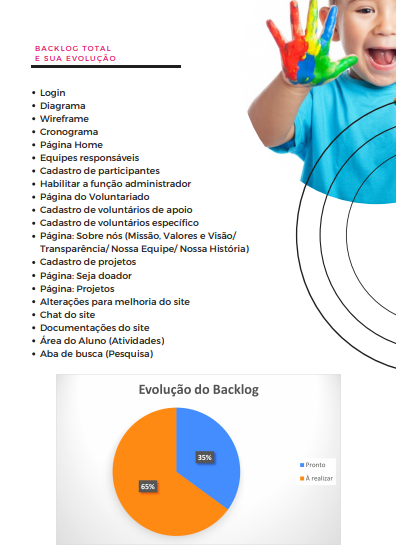 BACKLOG TOTAL
E SUA EVOLUÇÃO
• Login
• Diagrama
• Wireframe
• Cronograma
• Página Home
• Equipes responsáveis
• Cadastro de participantes
• Habilitar a função administrador
• Página do Voluntariado
• Cadastro de voluntários de apoio
• Cadastro de voluntários específico
• Página: Sobre nós (Missão, Valores e Visão/
Transparência/ Nossa Equipe/ Nossa História)
• Cadastro de projetos
• Página: Seja doador
• Página: Projetos
• Alterações para melhoria do site
• Chat do site
• Documentações do site
• Área do Aluno (Atividades)
• Aba de busca (Pesquisa)
Evolução do Backlog
35%
65%
Pronto
À realizar